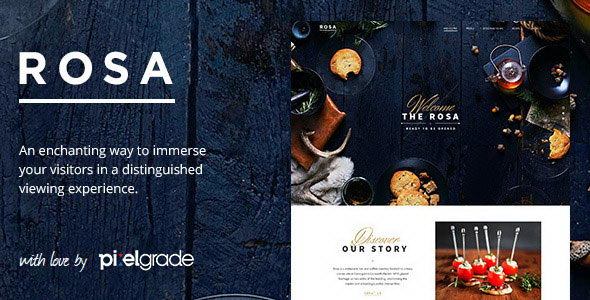 ROSA
An enchanting way to immerse
your visitors in a distinguished
viewing experience.
with love by pixelgrade
ROSA
Welcome
THE ROSA
READY TO BE OPENED
Discover
OUR STORY